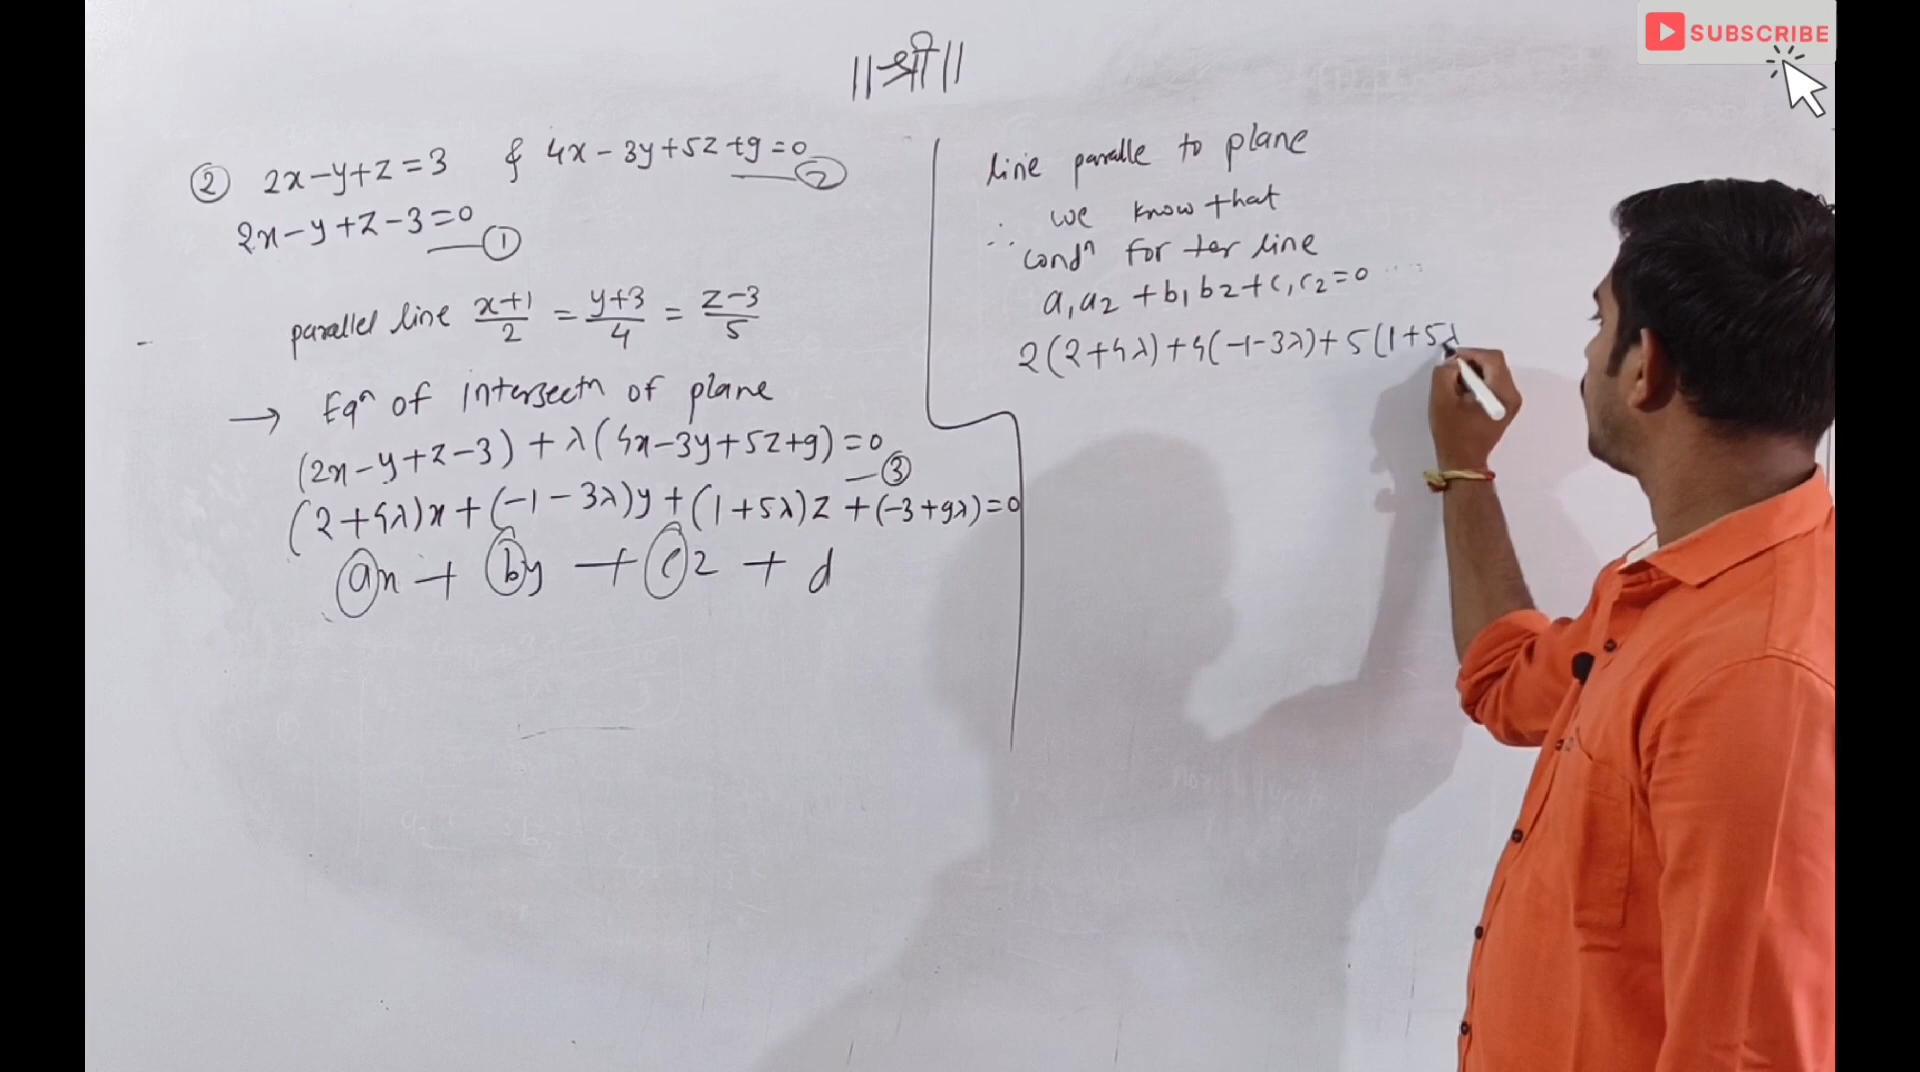 SUBSCRIBE
||श्री||
② 2x-y+z=3 & 4x-3y+5z+9=0 —②
2x-y+z-3=0 —①
parallel line x+1/2 = y+3/4 = z-3/5
→ Eqⁿ of intersectⁿ of plane
(2x-y+z-3)+λ(4x-3y+5z+9)=0 —③
(2+4λ)x+(-1-3λ)y+(1+5λ)z+(-3+9λ)=0
ax + by + cz + d
line paralle to plane
∴ we know that
condⁿ for ter line
a₁a₂+b₁b₂+c₁c₂=0
2(2+4λ)+4(-1-3λ)+5(1+5λ